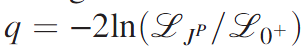 q = −2ln(ℒ_{J^P}/ℒ_{0^+})